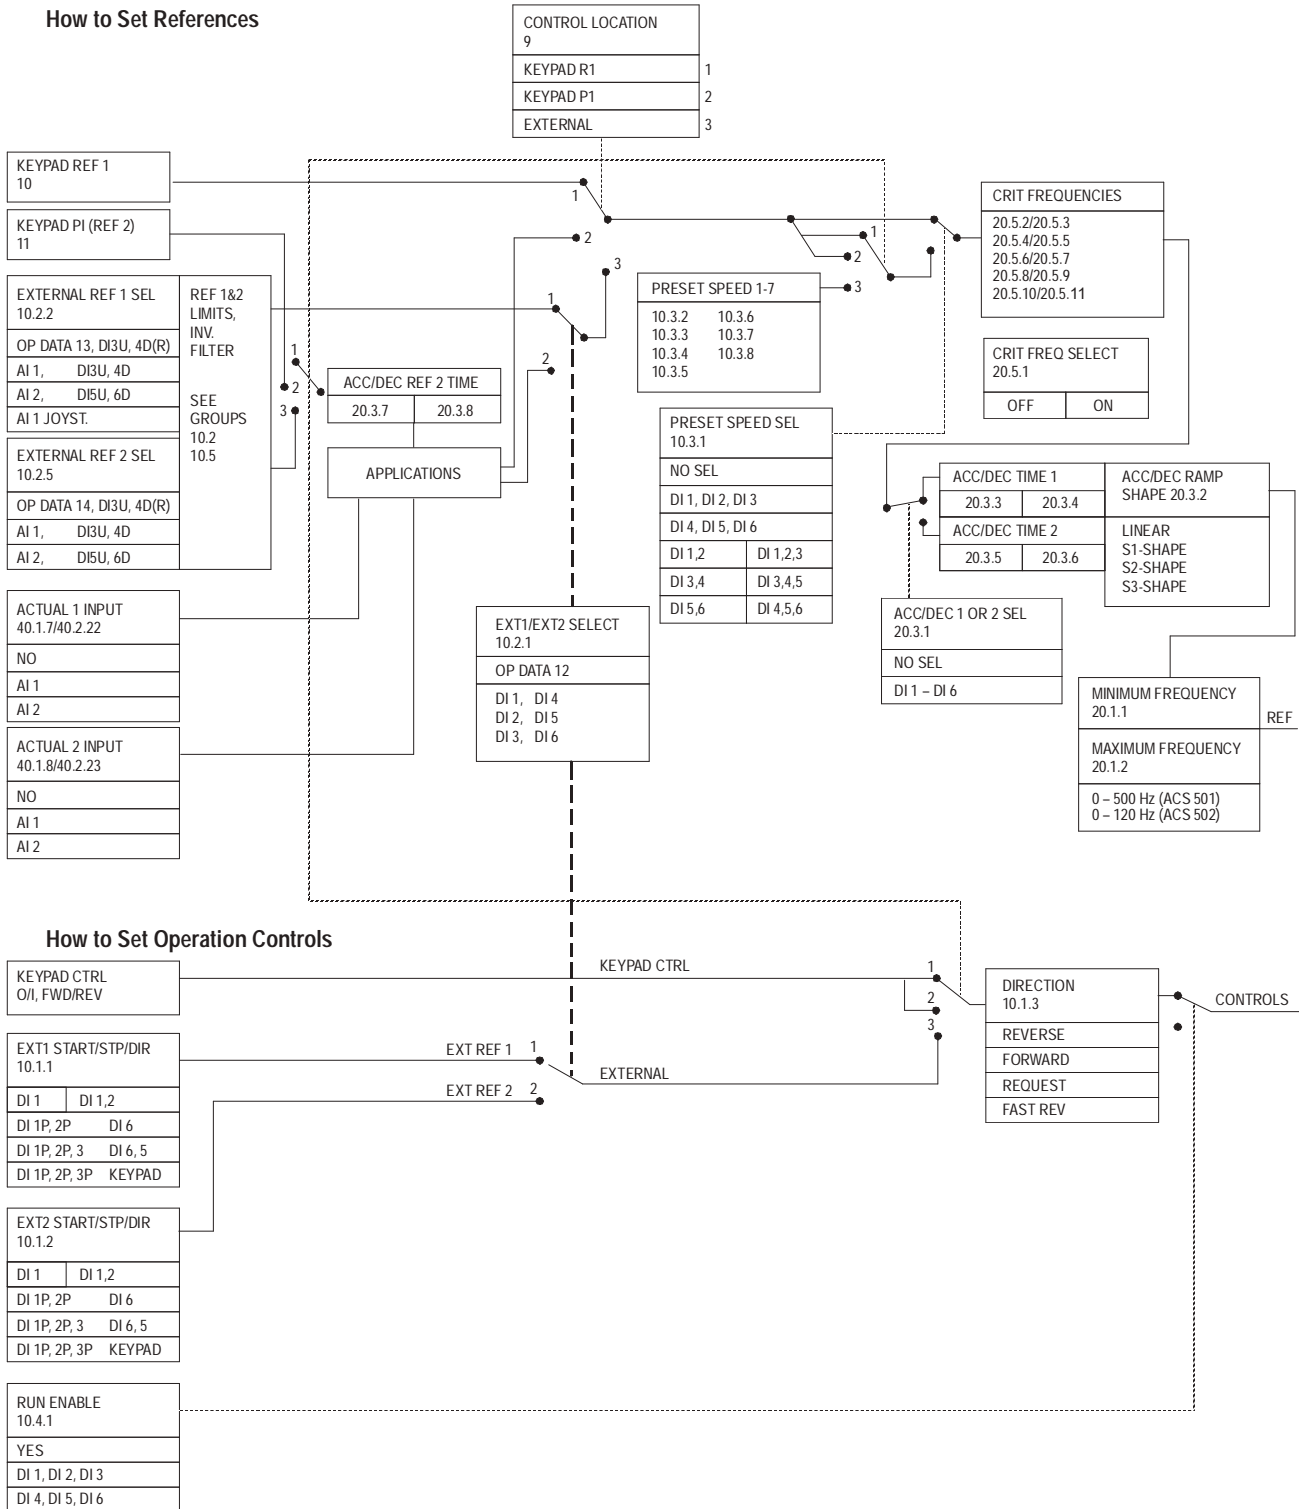 How to Set References
CONTROL LOCATION
9
KEYPAD R1 1
KEYPAD P1 2
EXTERNAL 3
KEYPAD REF 1
10
KEYPAD PI (REF 2)
11
EXTERNAL REF 1 SEL
10.2.2
OP DATA 13, DI3U, 4D(R)
AI 1, DI3U, 4D
AI 2, DI5U, 6D
AI 1 JOYST.
EXTERNAL REF 2 SEL
10.2.5
OP DATA 14, DI3U, 4D(R)
AI 1, DI3U, 4D
AI 2, DI5U, 6D
REF 1&2
LIMITS,
INV.
FILTER
SEE
GROUPS
10.2
10.5
1
2
3
ACC/DEC REF 2 TIME
20.3.7 20.3.8
APPLICATIONS
1
2
3
1
2
PRESET SPEED 1-7
10.3.2 10.3.6
10.3.3 10.3.7
10.3.4 10.3.8
10.3.5
1
2
3
CRIT FREQUENCIES
20.5.2/20.5.3
20.5.4/20.5.5
20.5.6/20.5.7
20.5.8/20.5.9
20.5.10/20.5.11
CRIT FREQ SELECT
20.5.1
OFF ON
PRESET SPEED SEL
10.3.1
NO SEL
DI 1, DI 2, DI 3
DI 4, DI 5, DI 6
DI 1,2 DI 1,2,3
DI 3,4 DI 3,4,5
DI 5,6 DI 4,5,6
ACC/DEC TIME 1
20.3.3 20.3.4
ACC/DEC TIME 2
20.3.5 20.3.6
ACC/DEC RAMP
SHAPE 20.3.2
LINEAR
S1-SHAPE
S2-SHAPE
S3-SHAPE
ACC/DEC 1 OR 2 SEL
20.3.1
NO SEL
DI 1 – DI 6
ACTUAL 1 INPUT
40.1.7/40.2.22
NO
AI 1
AI 2
ACTUAL 2 INPUT
40.1.8/40.2.23
NO
AI 1
AI 2
EXT1/EXT2 SELECT
10.2.1
OP DATA 12
DI 1, DI 4
DI 2, DI 5
DI 3, DI 6
MINIMUM FREQUENCY
20.1.1
REF
MAXIMUM FREQUENCY
20.1.2
0 – 500 Hz (ACS 501)
0 – 120 Hz (ACS 502)
How to Set Operation Controls
KEYPAD CTRL
O/I, FWD/REV
KEYPAD CTRL
1
2
3
DIRECTION
10.1.3
REVERSE
FORWARD
REQUEST
FAST REV
CONTROLS
EXT1 START/STP/DIR
10.1.1
DI 1 DI 1,2
DI 1P, 2P DI 6
DI 1P, 2P, 3 DI 6, 5
DI 1P, 2P, 3P KEYPAD
EXT REF 1 1
EXTERNAL
EXT REF 2 2
EXT2 START/STP/DIR
10.1.2
DI 1 DI 1,2
DI 1P, 2P DI 6
DI 1P, 2P, 3 DI 6, 5
DI 1P, 2P, 3P KEYPAD
RUN ENABLE
10.4.1
YES
DI 1, DI 2, DI 3
DI 4, DI 5, DI 6